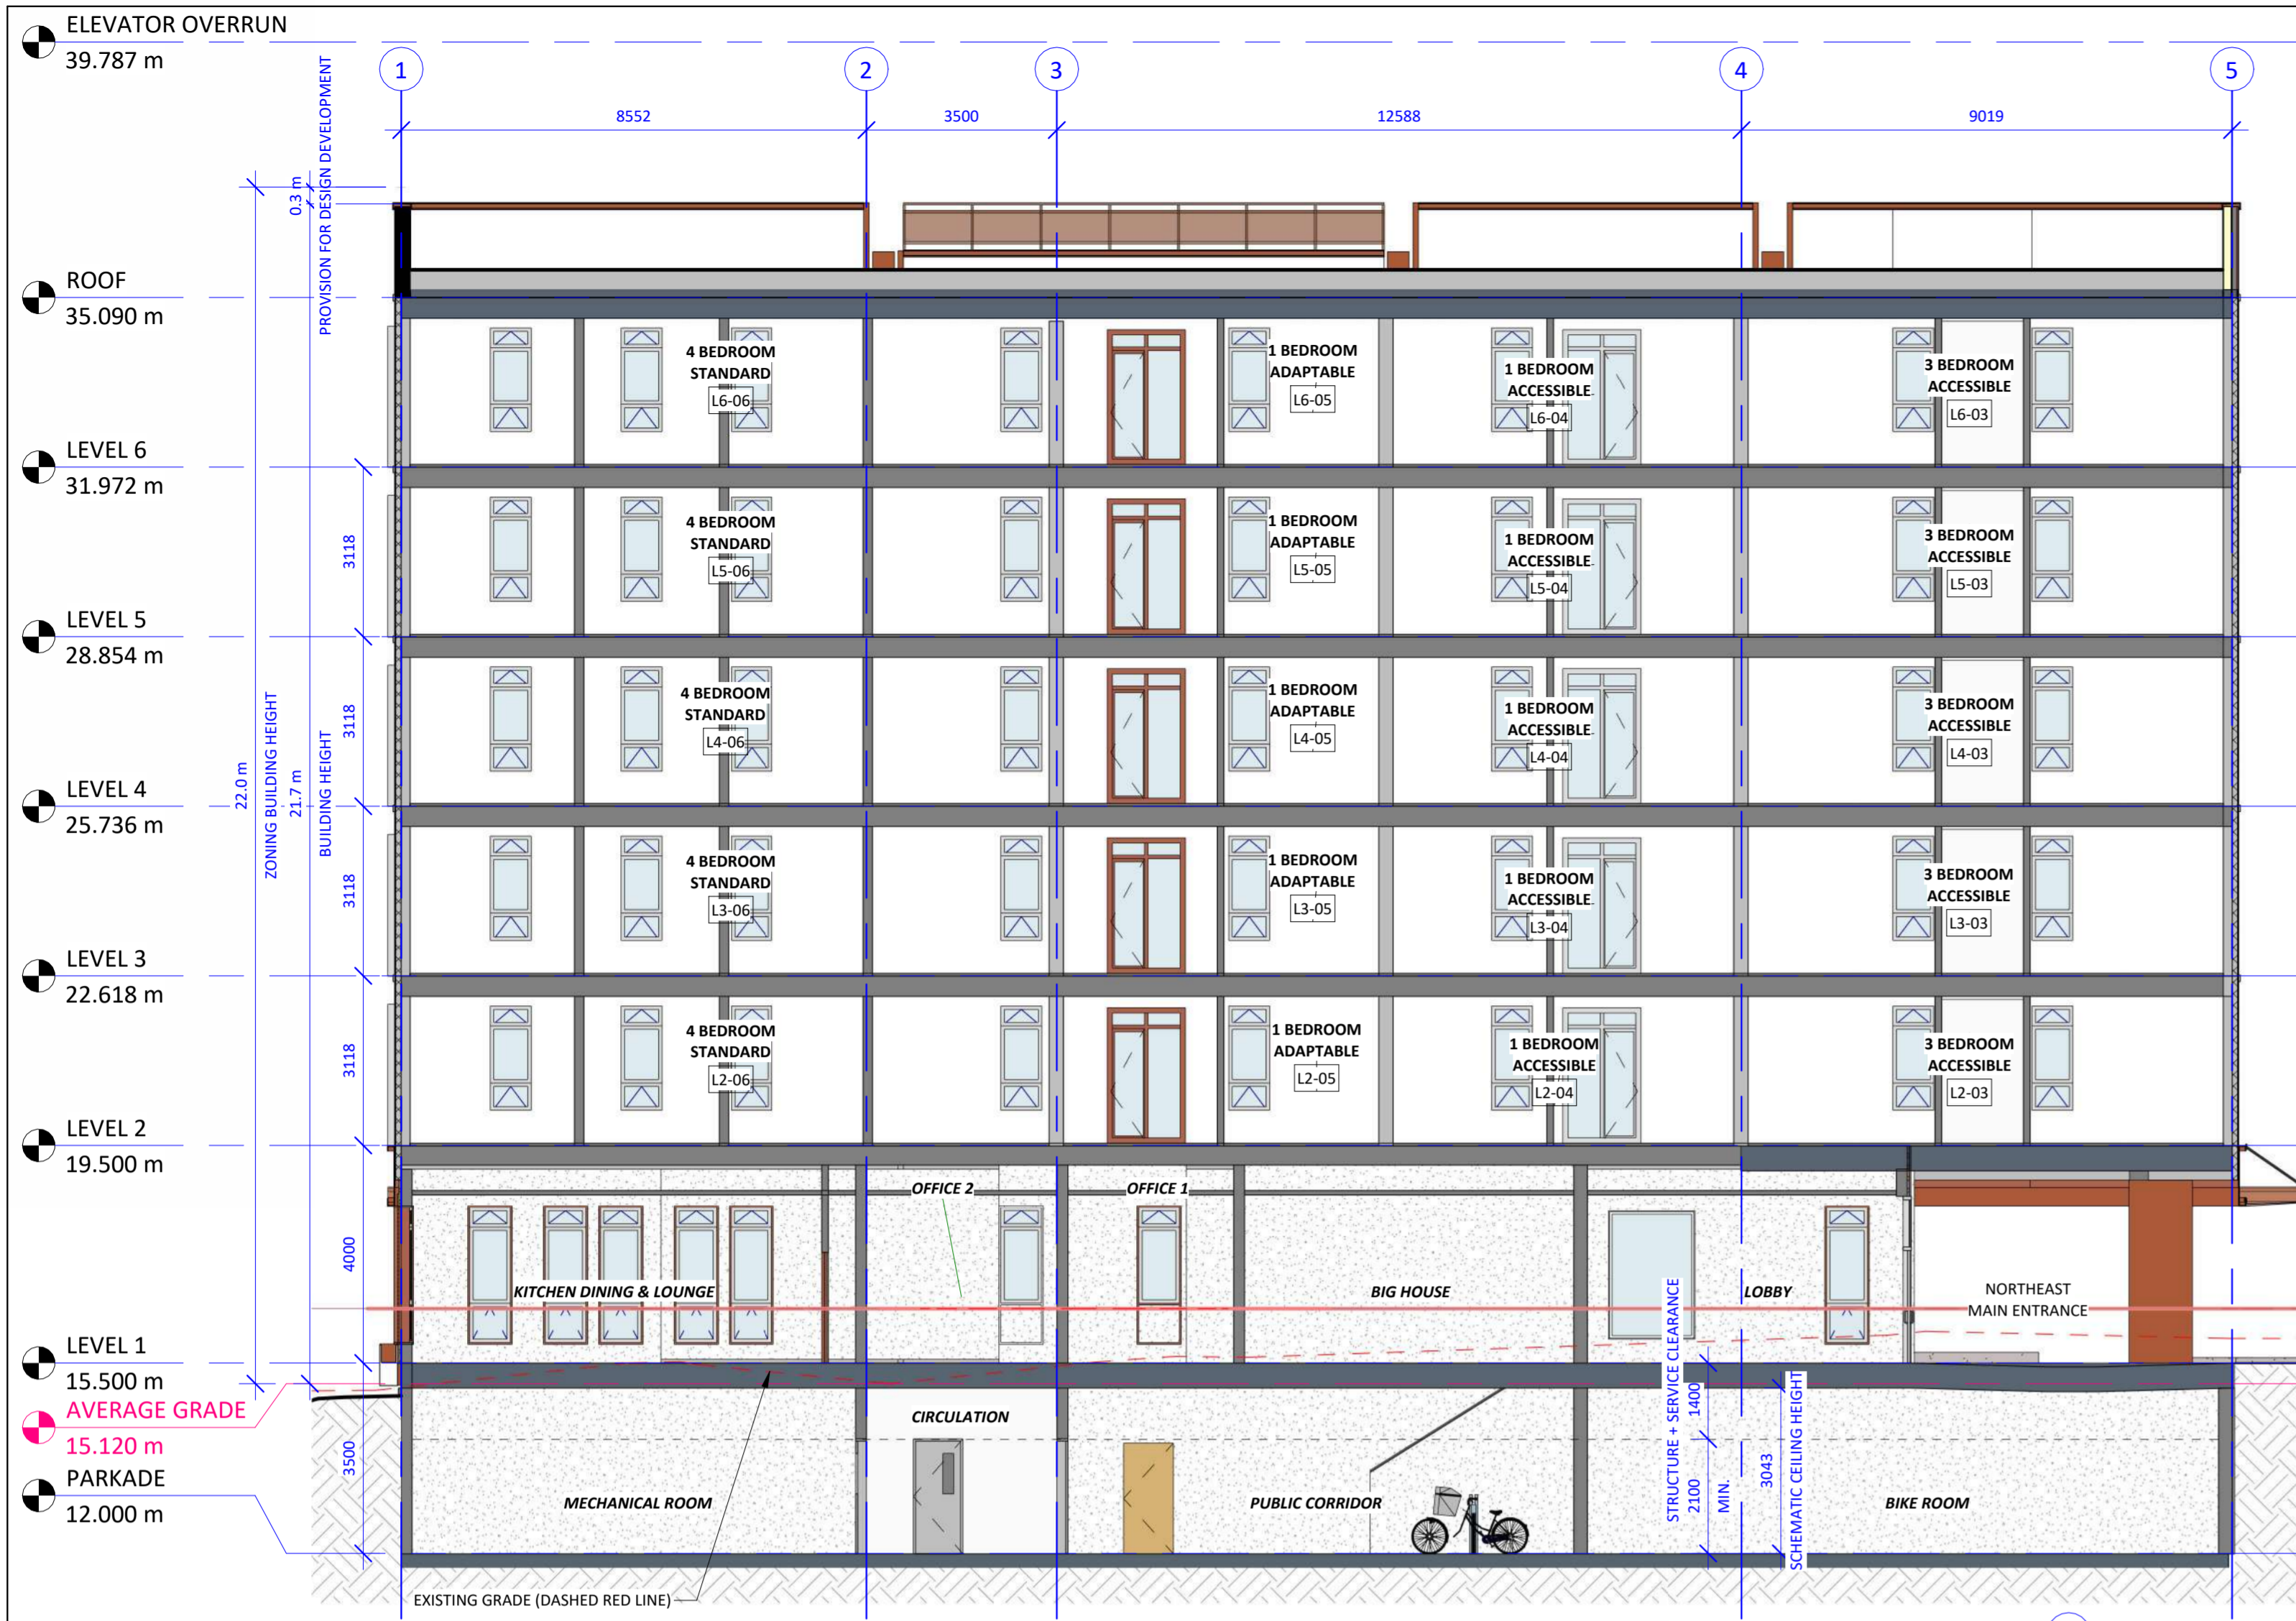 ELEVATOR OVERRUN
39.787 m
1
2
3
4
5
8552
3500
12588
9019
0.3 m
PROVISION FOR DESIGN DEVELOPMENT
ROOF
35.090 m
4 BEDROOM
STANDARD
L6-06
1 BEDROOM
ADAPTABLE
L6-05
1 BEDROOM
ACCESSIBLE
L6-04
3 BEDROOM
ACCESSIBLE
L6-03
LEVEL 6
31.972 m
3118
4 BEDROOM
STANDARD
L5-06
1 BEDROOM
ADAPTABLE
L5-05
1 BEDROOM
ACCESSIBLE
L5-04
3 BEDROOM
ACCESSIBLE
L5-03
LEVEL 5
28.854 m
22.0 m
ZONING BUILDING HEIGHT
21.7 m
BUILDING HEIGHT
3118
4 BEDROOM
STANDARD
L4-06
1 BEDROOM
ADAPTABLE
L4-05
1 BEDROOM
ACCESSIBLE
L4-04
3 BEDROOM
ACCESSIBLE
L4-03
LEVEL 4
25.736 m
3118
4 BEDROOM
STANDARD
L3-06
1 BEDROOM
ADAPTABLE
L3-05
1 BEDROOM
ACCESSIBLE
L3-04
3 BEDROOM
ACCESSIBLE
L3-03
LEVEL 3
22.618 m
3118
4 BEDROOM
STANDARD
L2-06
1 BEDROOM
ADAPTABLE
L2-05
1 BEDROOM
ACCESSIBLE
L2-04
3 BEDROOM
ACCESSIBLE
L2-03
LEVEL 2
19.500 m
4000
OFFICE 2
OFFICE 1
KITCHEN DINING & LOUNGE
BIG HOUSE
LOBBY
NORTHEAST
MAIN ENTRANCE
LEVEL 1
15.500 m
AVERAGE GRADE
15.120 m
PARKADE
12.000 m
3500
CIRCULATION
MECHANICAL ROOM
PUBLIC CORRIDOR
BIKE ROOM
STRUCTURE + SERVICE CLEARANCE
1400
2100
MIN.
3043
SCHEMATIC CEILING HEIGHT
EXISTING GRADE (DASHED RED LINE)